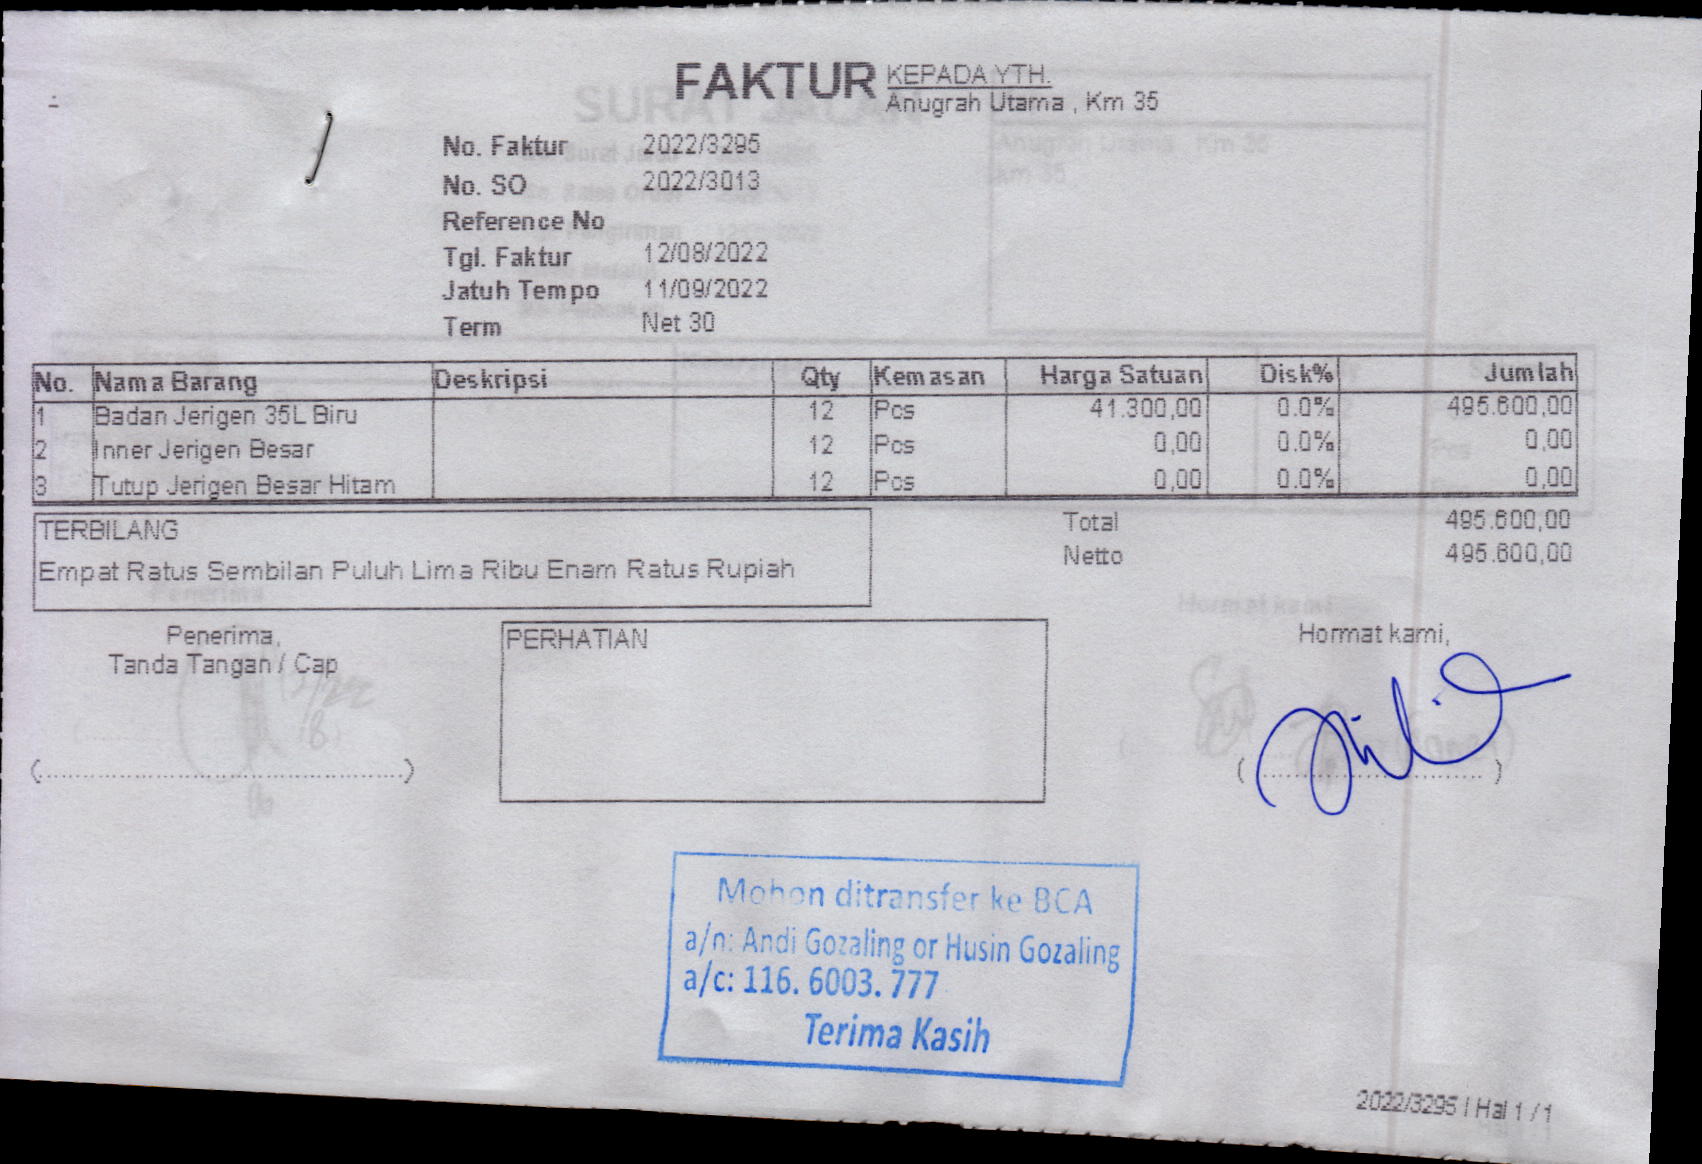 FAKTUR
KEPADA YTH.
Anugrah Utama , Km 35
No. Faktur 2022/3295
No. SO 2022/3013
Reference No
Tgl. Faktur 12/08/2022
Jatuh Tempo 11/09/2022
Term Net 30
No. Nama Barang Deskripsi Qty Kemasan Harga Satuan Disk% Jumlah
1 Badan Jerigen 35L Biru 12 Pcs 41.300,00 0.0% 495.600,00
2 Inner Jerigen Besar 12 Pcs 0,00 0.0% 0,00
3 Tutup Jerigen Besar Hitam 12 Pcs 0,00 0.0% 0,00
TERBILANG
Empat Ratus Sembilan Puluh Lima Ribu Enam Ratus Rupiah
Total 495.600,00
Netto 495.600,00
Penerima,
Tanda Tangan / Cap
PERHATIAN
Hormat kami,
Mohon ditransfer ke BCA
a/n: Andi Gozaling or Husin Gozaling
a/c: 116. 6003. 777
Terima Kasih
2022/3295 | Hal 1 / 1